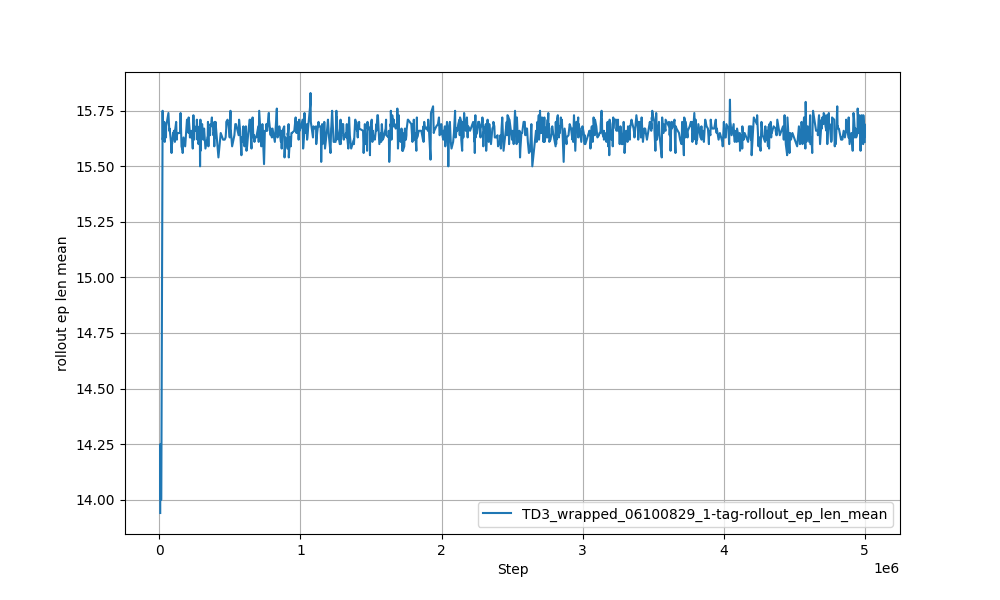 15.75
15.50
15.25
15.00
14.75
14.50
14.25
14.00
rollout ep len mean
TD3_wrapped_06100829_1-tag-rollout_ep_len_mean
0 1 2 3 4 5
Step
1e6